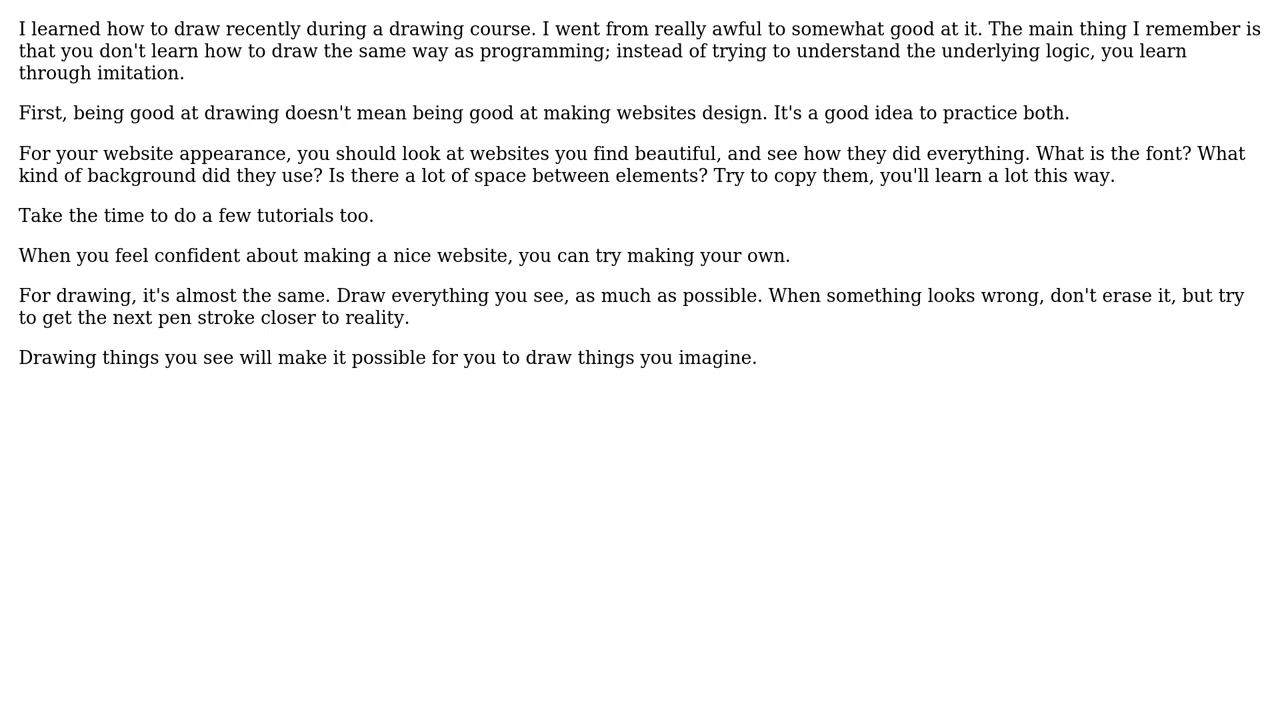 I learned how to draw recently during a drawing course. I went from really awful to somewhat good at it. The main thing I remember is
that you don't learn how to draw the same way as programming; instead of trying to understand the underlying logic, you learn
through imitation.
First, being good at drawing doesn't mean being good at making websites design. It's a good idea to practice both.
For your website appearance, you should look at websites you find beautiful, and see how they did everything. What is the font? What
kind of background did they use? Is there a lot of space between elements? Try to copy them, you'll learn a lot this way.
Take the time to do a few tutorials too.
When you feel confident about making a nice website, you can try making your own.
For drawing, it's almost the same. Draw everything you see, as much as possible. When something looks wrong, don't erase it, but try
to get the next pen stroke closer to reality.
Drawing things you see will make it possible for you to draw things you imagine.